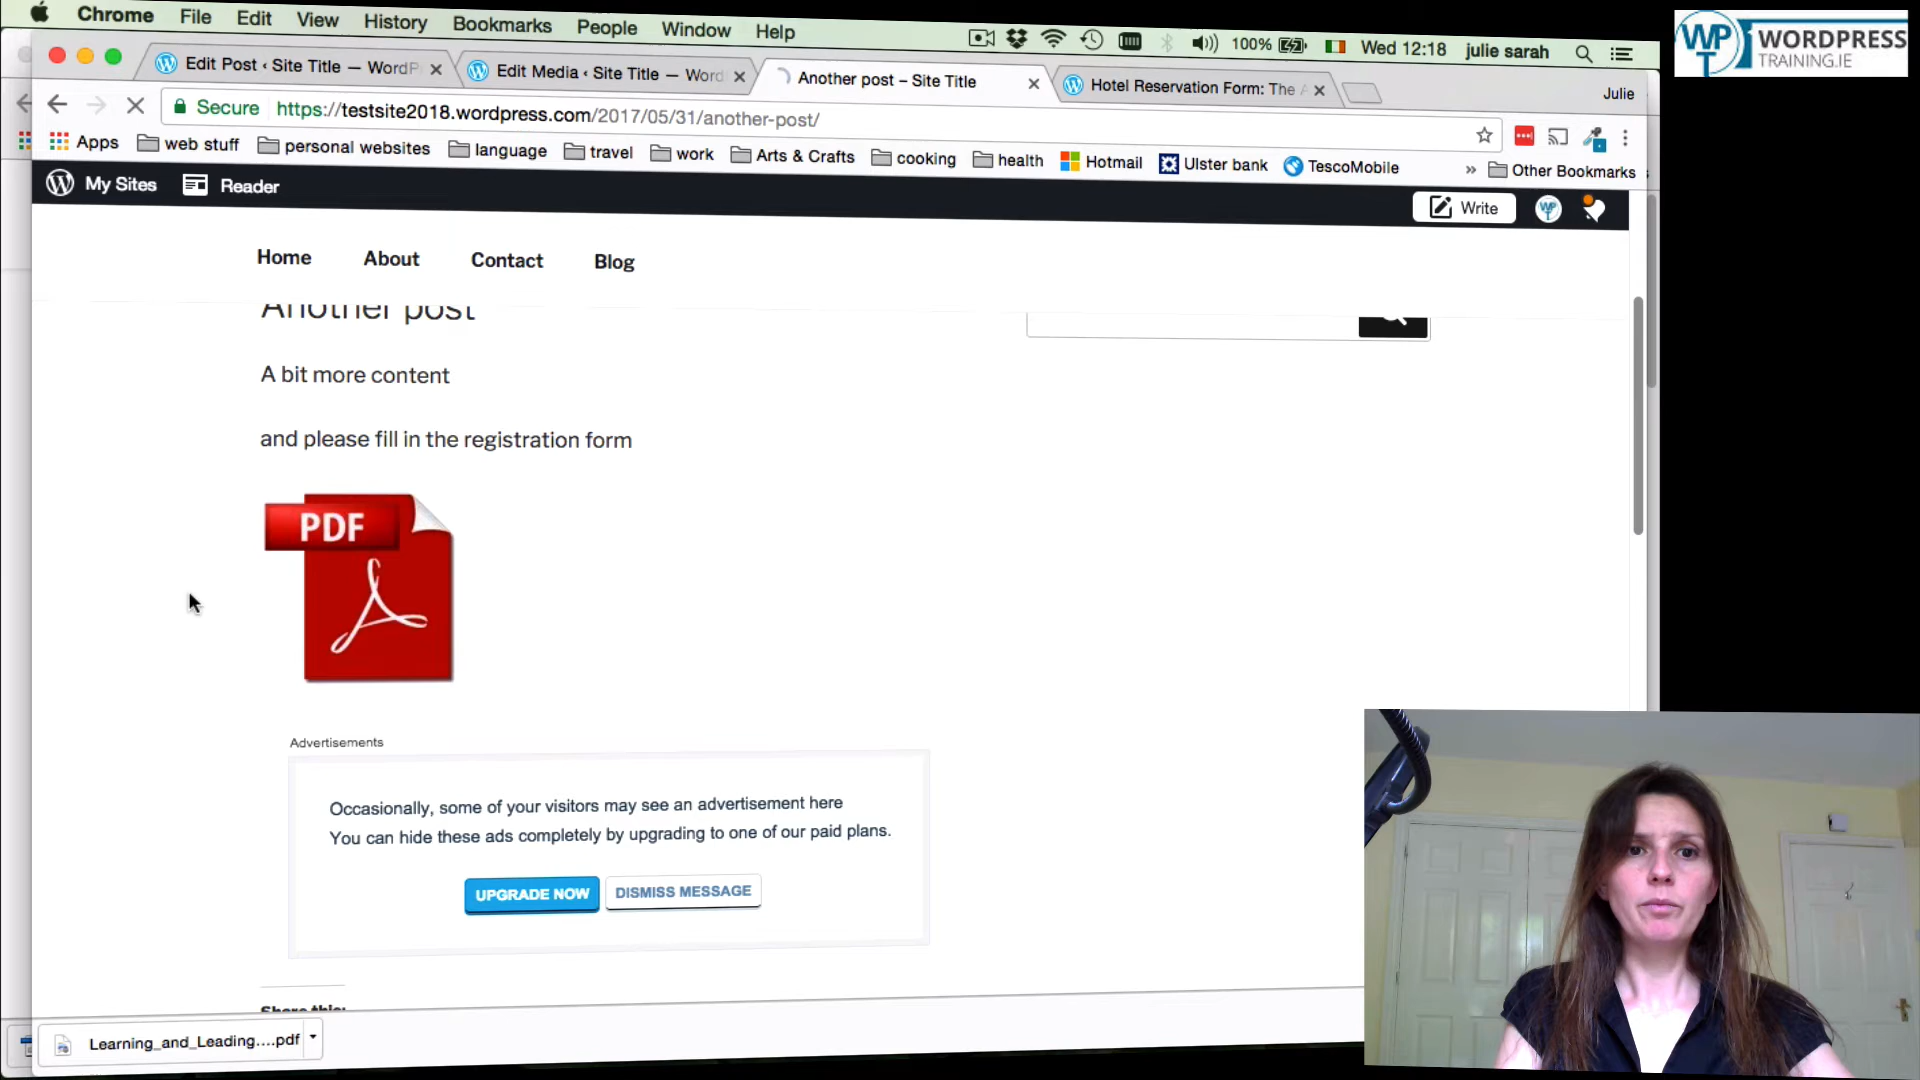 Chrome File Edit View History Bookmarks People Window Help 100% Wed 12:18 julie sarah
WPT WORDPRESS
TRAINING.IE
Edit Post ‹ Site Title — WordP
Edit Media ‹ Site Title — Word
Another post – Site Title
Hotel Reservation Form: The A
Julie
Secure https://testsite2018.wordpress.com/2017/05/31/another-post/
Apps web stuff personal websites language travel work Arts & Crafts cooking health Hotmail Ulster bank TescoMobile » Other Bookmarks
My Sites Reader Write
Home About Contact Blog
Another post
A bit more content
and please fill in the registration form
PDF
Advertisements
Occasionally, some of your visitors may see an advertisement here
You can hide these ads completely by upgrading to one of our paid plans.
UPGRADE NOW DISMISS MESSAGE
Share this:
Learning_and_Leading....pdf